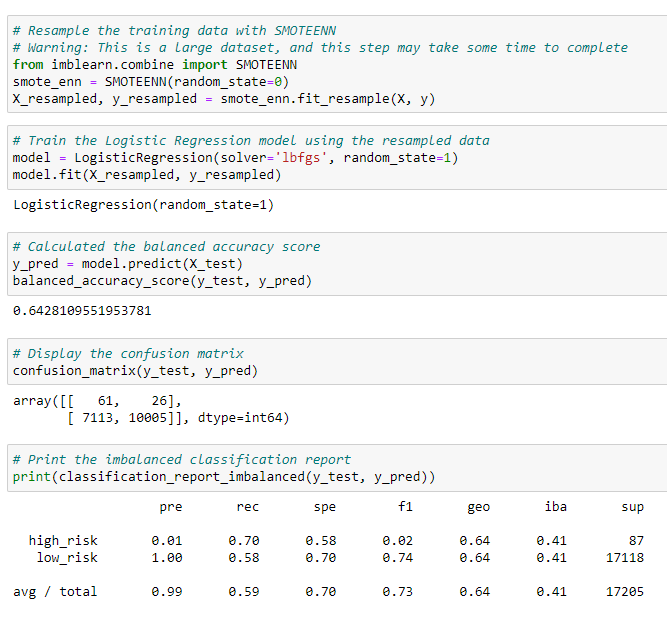 # Resample the training data with SMOTEENN
# Warning: This is a large dataset, and this step may take some time to complete
from imblearn.combine import SMOTEENN
smote_enn = SMOTEENN(random_state=0)
X_resampled, y_resampled = smote_enn.fit_resample(X, y)
# Train the Logistic Regression model using the resampled data
model = LogisticRegression(solver='lbfgs', random_state=1)
model.fit(X_resampled, y_resampled)
LogisticRegression(random_state=1)
# Calculated the balanced accuracy score
y_pred = model.predict(X_test)
balanced_accuracy_score(y_test, y_pred)
0.6428109551953781
# Display the confusion matrix
confusion_matrix(y_test, y_pred)
array([[   61,    26],
       [ 7113, 10005]], dtype=int64)
# Print the imbalanced classification report
print(classification_report_imbalanced(y_test, y_pred))
                   pre       rec       spe        f1       geo       iba       sup
  high_risk       0.01      0.70      0.58      0.02      0.64      0.41        87
   low_risk       1.00      0.58      0.70      0.74      0.64      0.41     17118
avg / total       0.99      0.59      0.70      0.73      0.64      0.41     17205